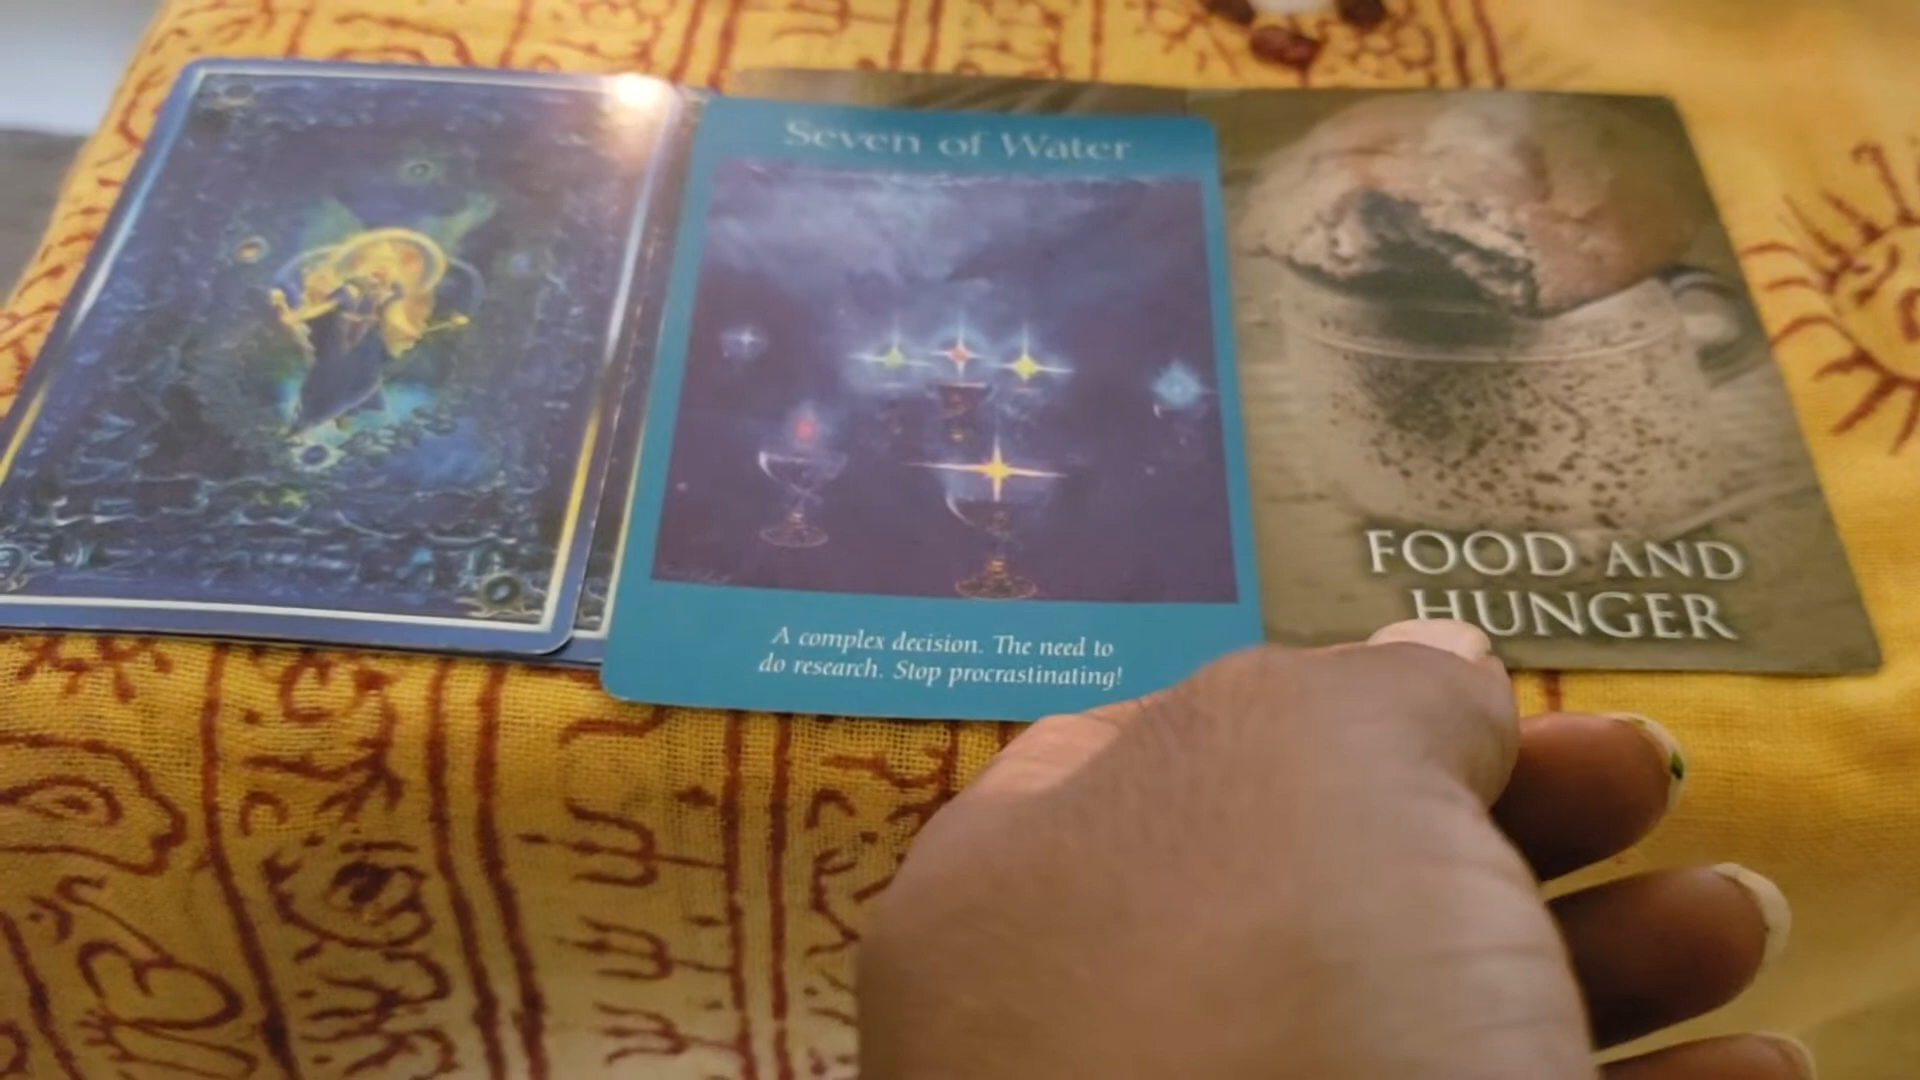 Seven of Water
A complex decision. The need to
do research. Stop procrastinating!
FOOD AND
HUNGER